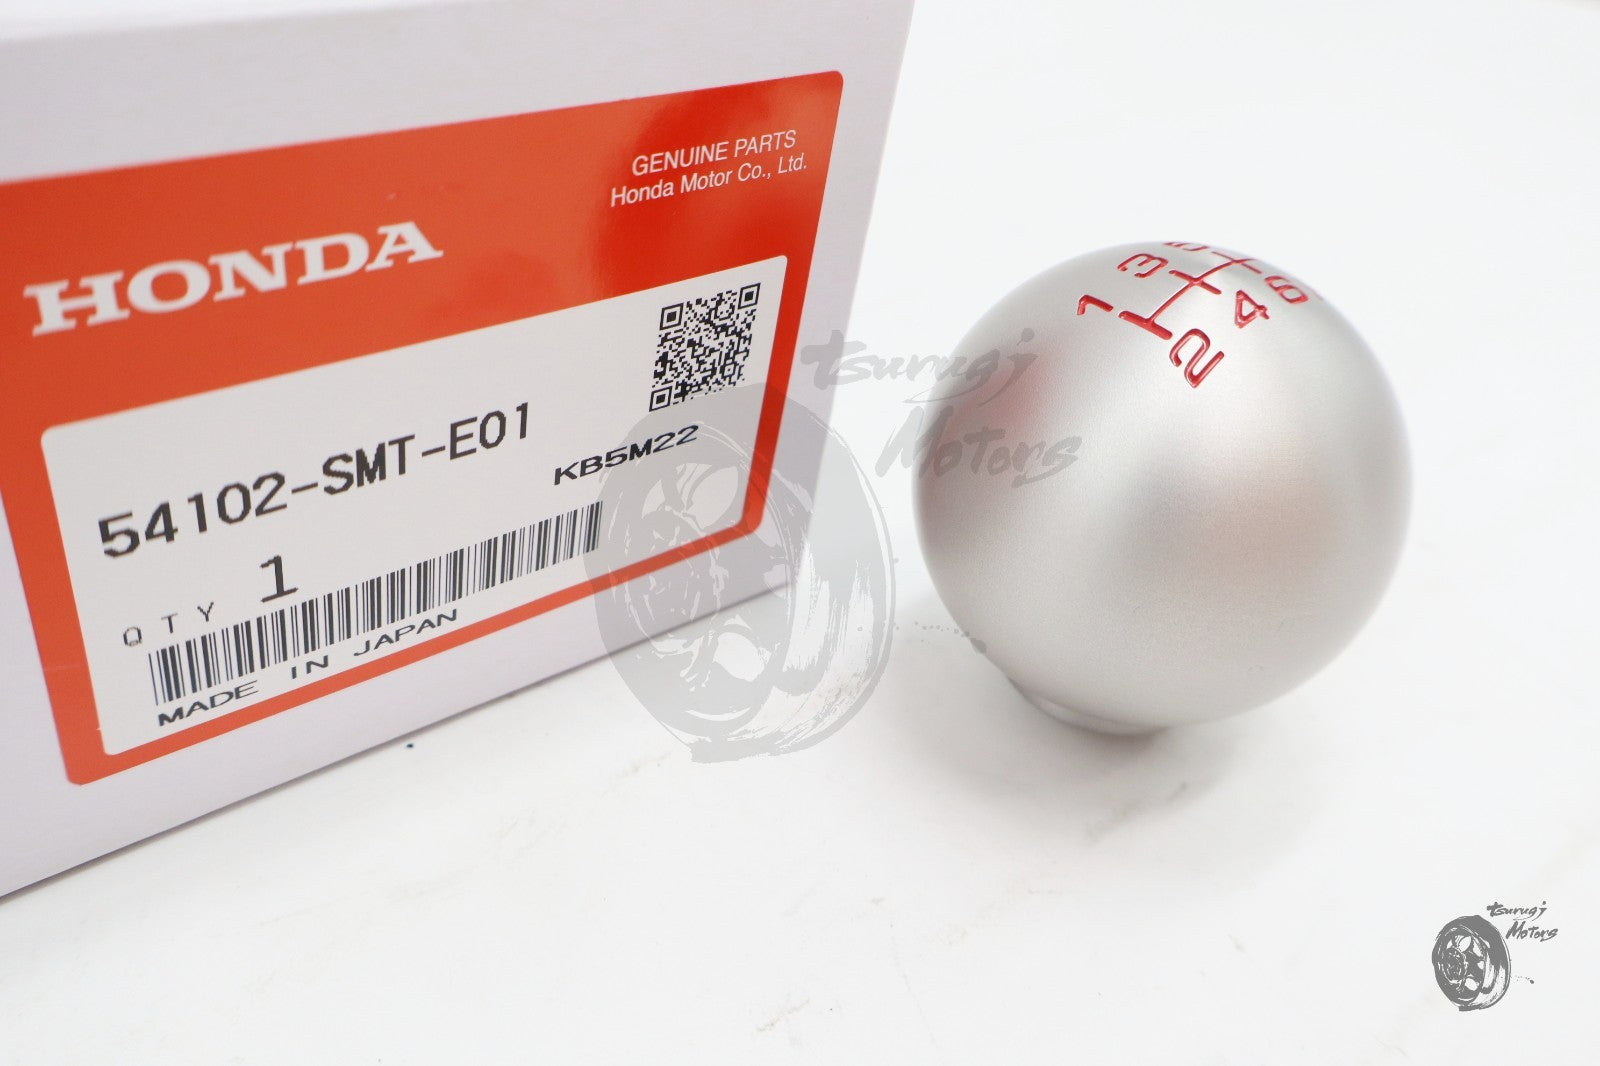 GENUINE PARTS
Honda Motor Co., Ltd.
HONDA
54102-SMT-E01
KB5M22
QTY 1
MADE IN JAPAN
1 3
2 4 6
tsurugi
Motors
tsurugi
Motors